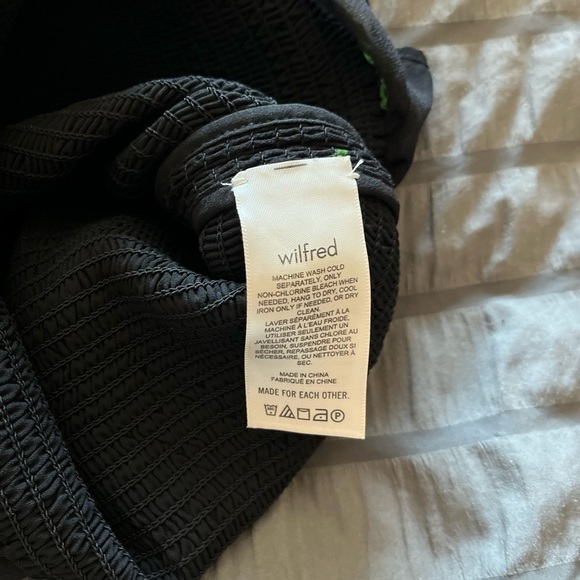 wilfred
MACHINE WASH COLD
SEPARATELY, ONLY
NON-CHLORINE BLEACH WHEN
NEEDED, HANG TO DRY, COOL
IRON ONLY IF NEEDED, OR DRY
CLEAN.
LAVER SÉPARÉMENT À LA
MACHINE À L'EAU FROIDE,
UTILISER SEULEMENT UN
JAVELLISANT SANS CHLORE AU
BESOIN, SUSPENDRE POUR
SÉCHER, REPASSAGE DOUX SI
NÉCESSAIRE, OU NETTOYER À
SEC.
MADE IN CHINA
FABRIQUÉ EN CHINE
MADE FOR EACH OTHER.
P